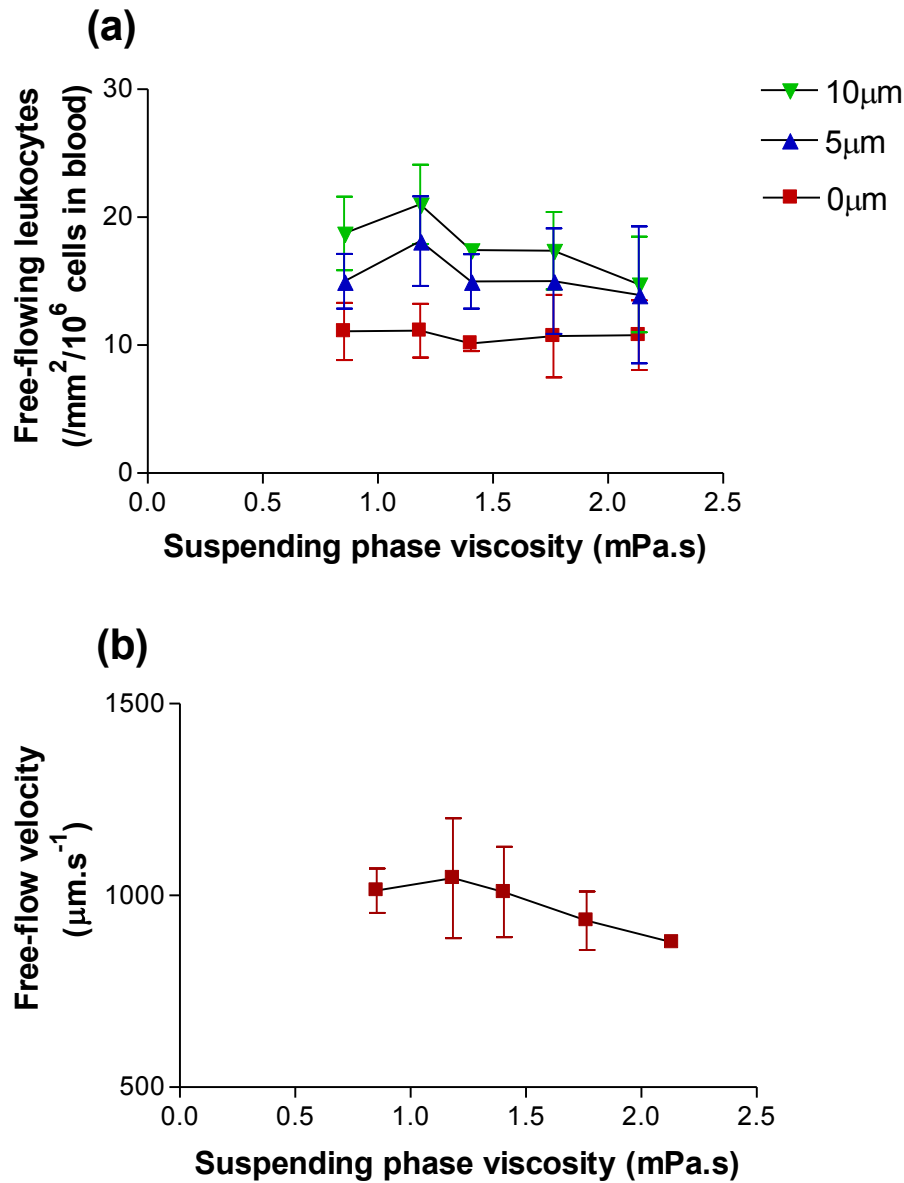 (a)
Free-flowing leukocytes
(/mm²/10⁶ cells in blood)
30
20
10
0
0.0 0.5 1.0 1.5 2.0 2.5
Suspending phase viscosity (mPa.s)
10μm
5μm
0μm
(b)
Free-flow velocity
(μm.s⁻¹)
1500
1000
500
0.0 0.5 1.0 1.5 2.0 2.5
Suspending phase viscosity (mPa.s)